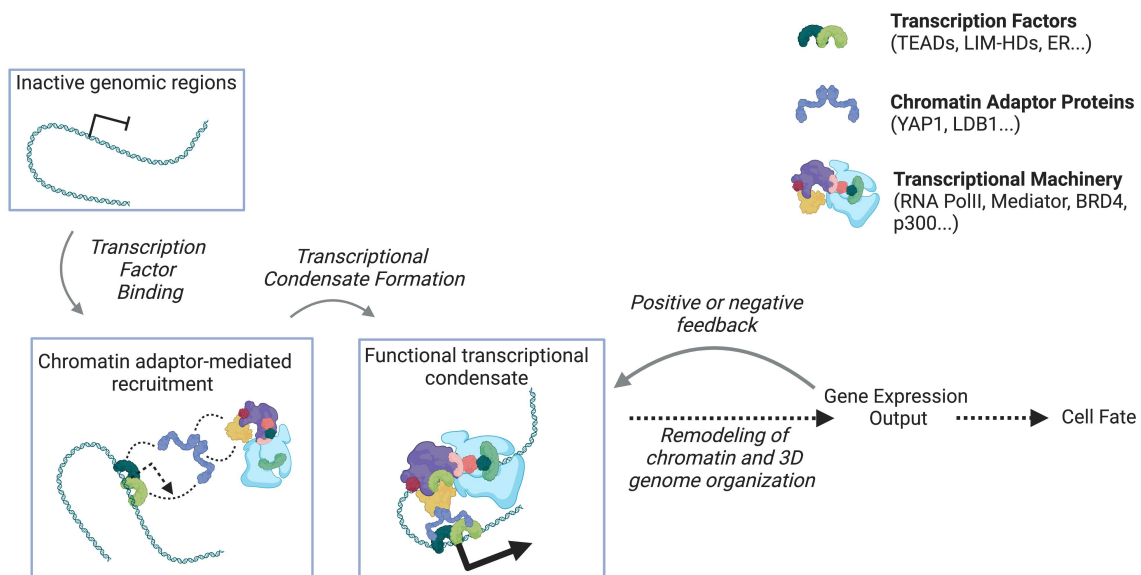 Transcription Factors
(TEADs, LIM-HDs, ER...)
Chromatin Adaptor Proteins
(YAP1, LDB1...)
Transcriptional Machinery
(RNA PolII, Mediator, BRD4,
p300...)
Inactive genomic regions
Transcription
Factor
Binding
Transcriptional
Condensate Formation
Chromatin adaptor-mediated
recruitment
Functional transcriptional
condensate
Positive or negative
feedback
Remodeling of
chromatin and 3D
genome organization
Gene Expression
Output
Cell Fate